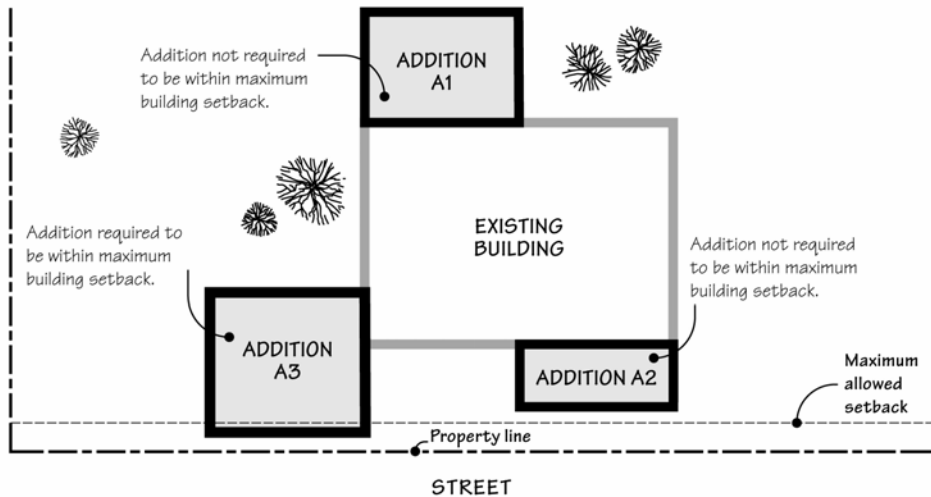 Addition not required
to be within maximum
building setback.
ADDITION
A1
EXISTING
BUILDING
Addition required to
be within maximum
building setback.
Addition not required
to be within maximum
building setback.
ADDITION
A3
ADDITION A2
Maximum
allowed
setback
Property line
STREET